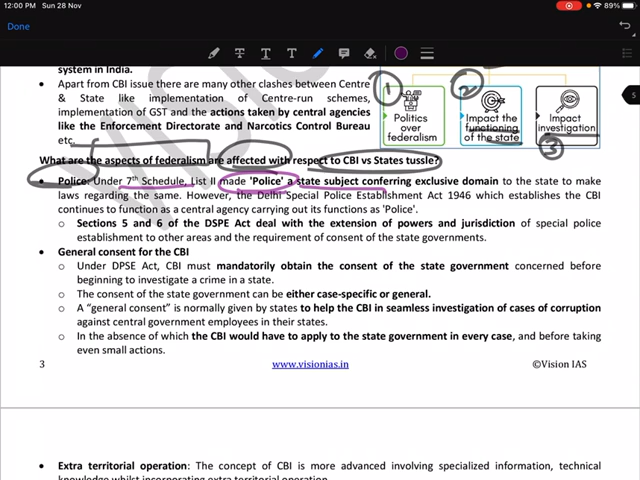 12:00 PM Sun 28 Nov
89%
Done
T T T
5
system in India.
• Apart from CBI issue there are many other clashes between Centre
& State like implementation of Centre-run schemes,
implementation of GST and the actions taken by central agencies
like the Enforcement Directorate and Narcotics Control Bureau
etc.
1
Politics
over
federalism
2
Impact the
functioning
of the state
Impact
investigation
3
What are the aspects of federalism are affected with respect to CBI vs States tussle?
• Police: Under 7th Schedule, List II made 'Police' a state subject conferring exclusive domain to the state to make
laws regarding the same. However, the Delhi Special Police Establishment Act 1946 which establishes the CBI
continues to function as a central agency carrying out its functions as 'Police'.
o Sections 5 and 6 of the DSPE Act deal with the extension of powers and jurisdiction of special police
establishment to other areas and the requirement of consent of the state governments.
• General consent for the CBI
o Under DPSE Act, CBI must mandatorily obtain the consent of the state government concerned before
beginning to investigate a crime in a state.
o The consent of the state government can be either case-specific or general.
o A “general consent” is normally given by states to help the CBI in seamless investigation of cases of corruption
against central government employees in their states.
o In the absence of which the CBI would have to apply to the state government in every case, and before taking
even small actions.
3 www.visionias.in ©Vision IAS
• Extra territorial operation: The concept of CBI is more advanced involving specialized information, technical
knowledge whilst incorporating extra territorial operation.